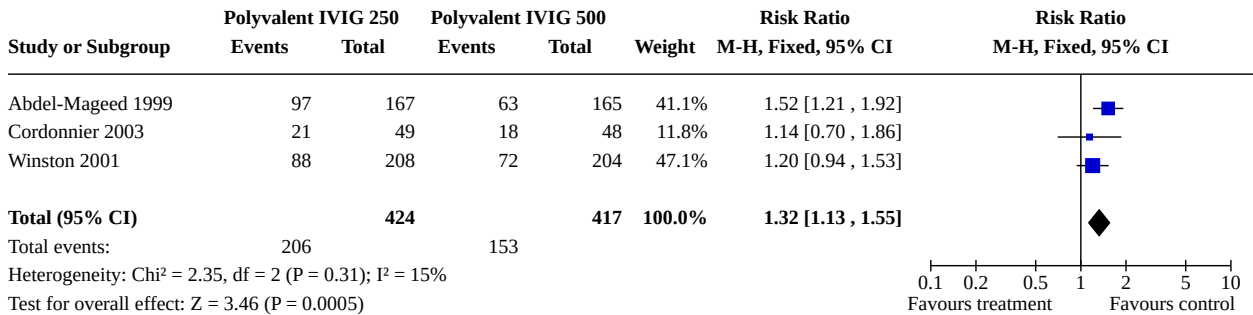 Polyvalent IVIG 250 Polyvalent IVIG 500 Risk Ratio Risk Ratio
Study or Subgroup Events Total Events Total Weight M-H, Fixed, 95% CI M-H, Fixed, 95% CI
Abdel-Mageed 1999 97 167 63 165 41.1% 1.52 [1.21 , 1.92]
Cordonnier 2003 21 49 18 48 11.8% 1.14 [0.70 , 1.86]
Winston 2001 88 208 72 204 47.1% 1.20 [0.94 , 1.53]
Total (95% CI) 424 417 100.0% 1.32 [1.13 , 1.55]
Total events: 206 153
Heterogeneity: Chi² = 2.35, df = 2 (P = 0.31); I² = 15%
0.1 0.2 0.5 1 2 5 10
Test for overall effect: Z = 3.46 (P = 0.0005) Favours treatment Favours control